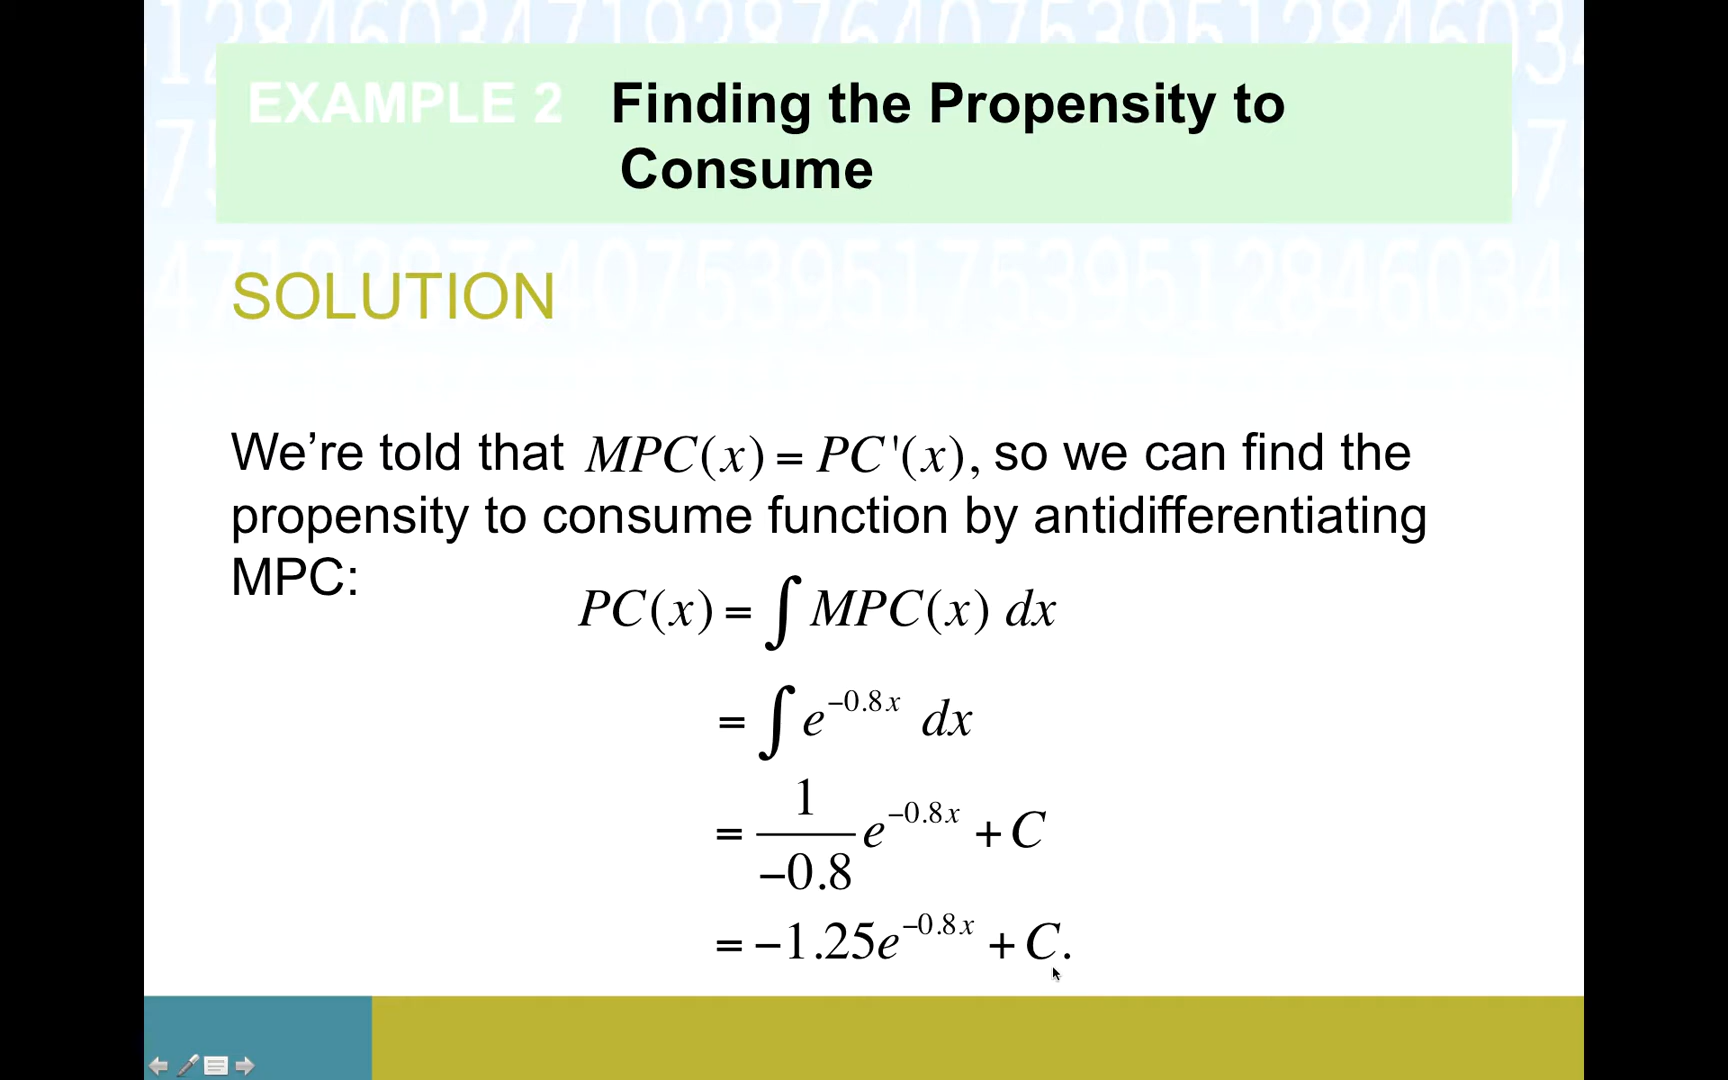 EXAMPLE 2 Finding the Propensity to
Consume
SOLUTION
We’re told that MPC(x) = PC'(x), so we can find the
propensity to consume function by antidifferentiating
MPC:
PC(x) = ∫ MPC(x) dx
= ∫ e^{−0.8x} dx
= \frac{1}{−0.8} e^{−0.8x} + C
= −1.25e^{−0.8x} + C.